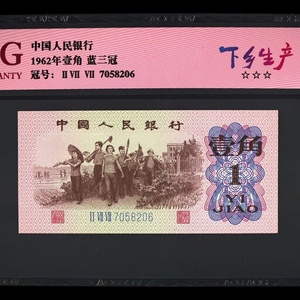 G
ANTY
中国人民银行
1962年壹角 蓝三冠
冠号: II VII VII 7058206
下乡生产
☆☆☆
中国人民银行
壹角
1
YI
JIAO
II VII VII 7058206